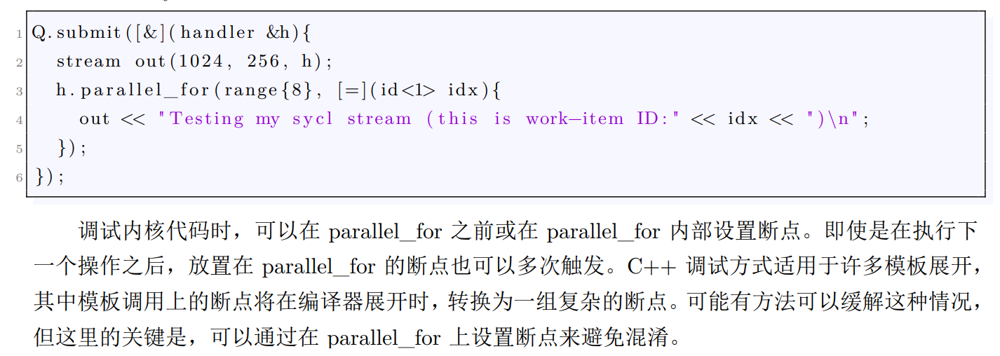 1 Q.submit([&](handler &h){
2 stream out(1024, 256, h);
3 h.parallel_for(range{8}, [=](id<1> idx){
4 out << "Testing my sycl stream (this is work-item ID:" << idx << ")\n";
5 });
6 });
调试内核代码时，可以在 parallel_for 之前或在 parallel_for 内部设置断点。即使是在执行下
一个操作之后，放置在 parallel_for 的断点也可以多次触发。C++ 调试方式适用于许多模板展开，
其中模板调用上的断点将在编译器展开时，转换为一组复杂的断点。可能有方法可以缓解这种情况，
但这里的关键是，可以通过在 parallel_for 上设置断点来避免混淆。